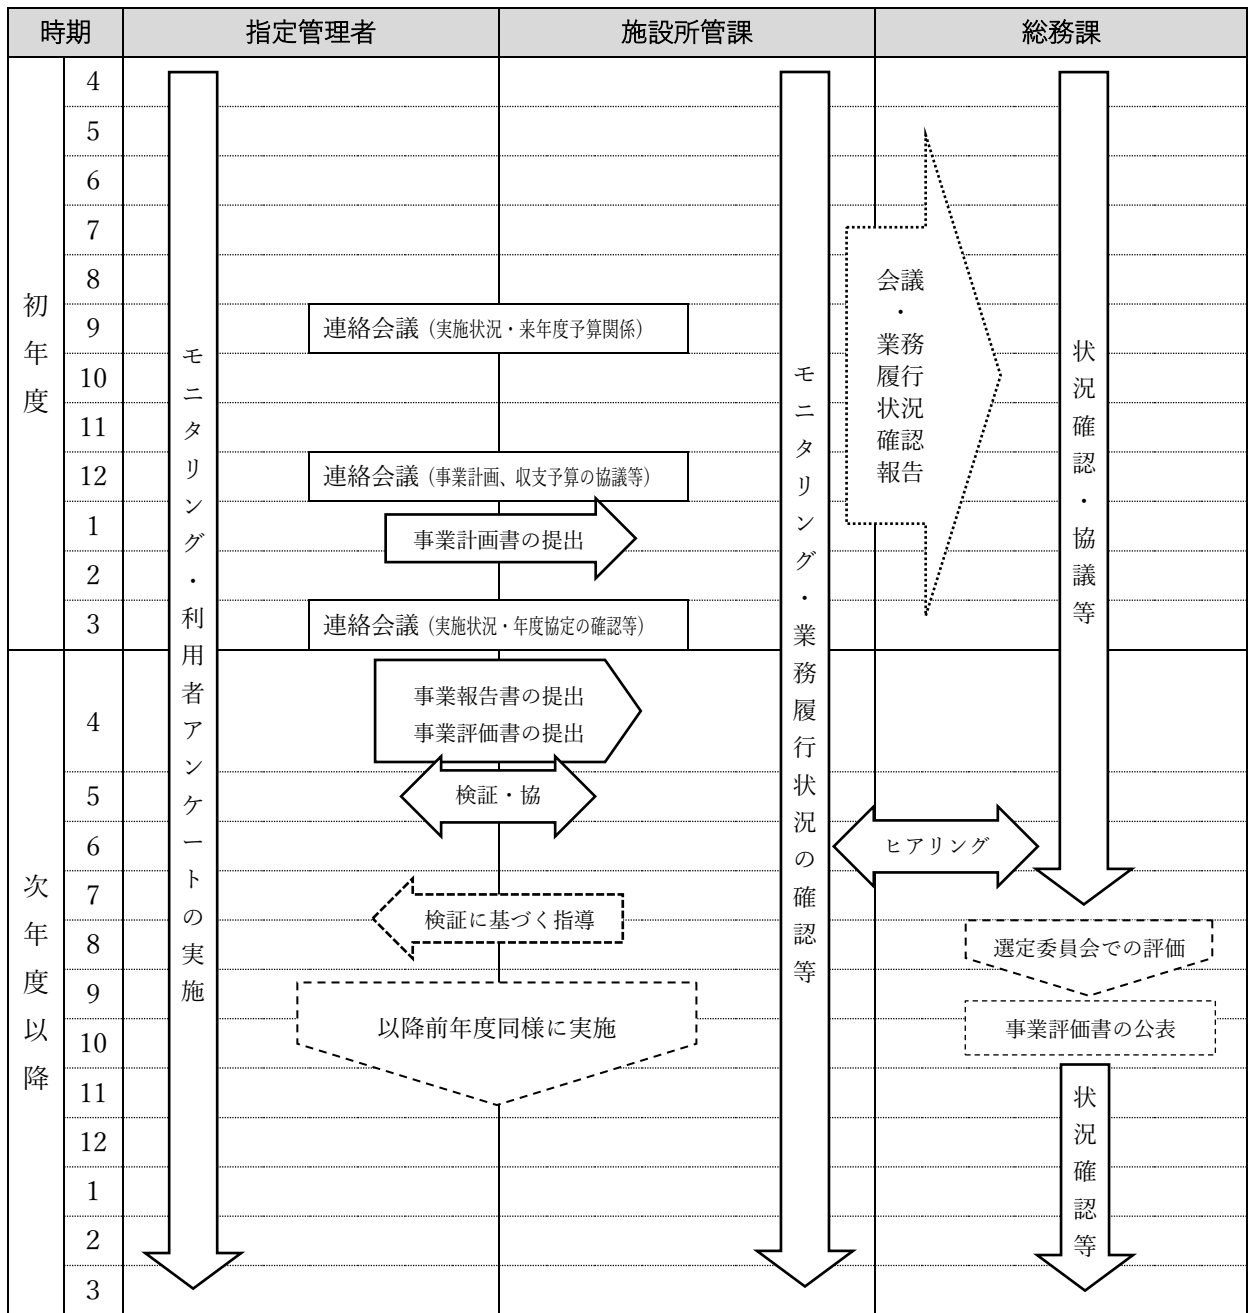 時期
指定管理者
施設所管課
総務課
初年度
4
5
6
7
8
9
10
11
12
1
2
3
次年度以降
4
5
6
7
8
9
10
11
12
1
2
3
モニタリング・利用者アンケートの実施
連絡会議（実施状況・来年度予算関係）
連絡会議（事業計画、収支予算の協議等）
事業計画書の提出
連絡会議（実施状況・年度協定の確認等）
事業報告書の提出
事業評価書の提出
検証・協
検証に基づく指導
以降前年度同様に実施
モニタリング・業務履行状況の確認等
会議
・
業務
履行
状況
確認
報告
ヒアリング
状況確認・協議等
選定委員会での評価
事業評価書の公表
状況確認等